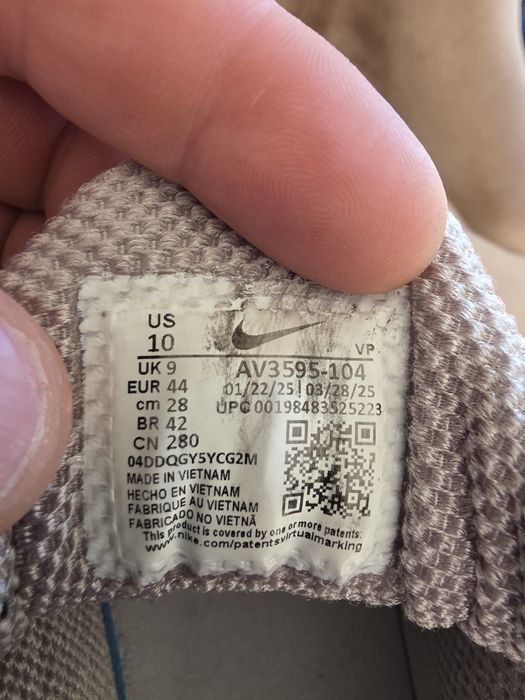 US
10
VP
UK 9
AV3595-104
EUR 44
01/22/25 | 03/28/25
cm 28
UPC 00198483525223
BR 42
CN 280
04DDQGY5YCG2M
MADE IN VIETNAM
HECHO EN VIETNAM
FABRIQUE AU VIETNAM
FABRICADO NO VIETNÃ
This product is covered by one or more patents:
www.nike.com/patentsvirtualmarking